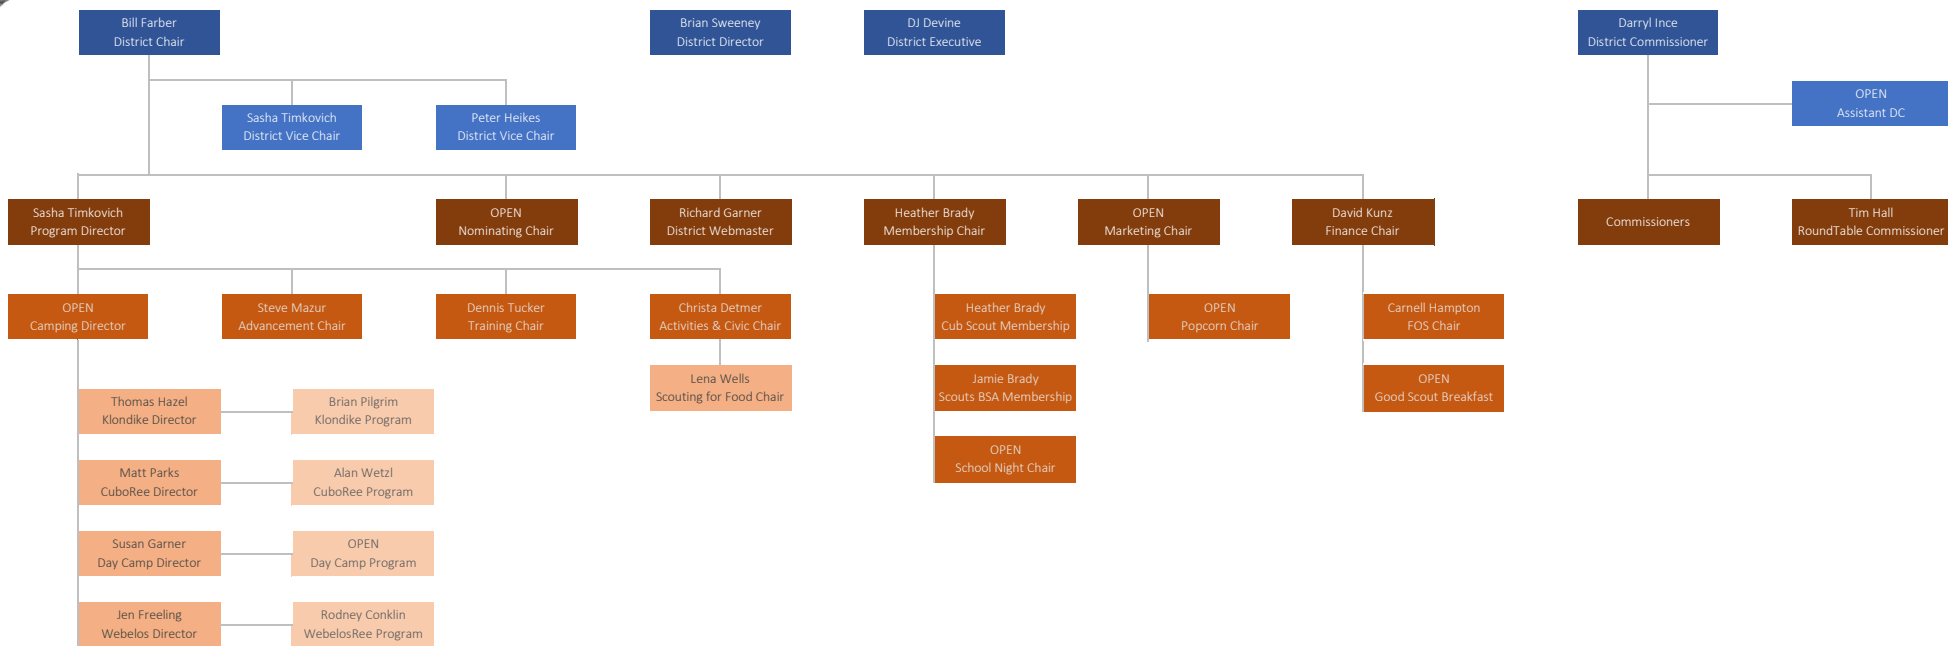 Bill Farber
District Chair
Brian Sweeney
District Director
DJ Devine
District Executive
Darryl Ince
District Commissioner
OPEN
Assistant DC
Sasha Timkovich
District Vice Chair
Peter Heikes
District Vice Chair
Sasha Timkovich
Program Director
OPEN
Nominating Chair
Richard Garner
District Webmaster
Heather Brady
Membership Chair
OPEN
Marketing Chair
David Kunz
Finance Chair
Commissioners
Tim Hall
RoundTable Commissioner
OPEN
Camping Director
Steve Mazur
Advancement Chair
Dennis Tucker
Training Chair
Christa Detmer
Activities & Civic Chair
Heather Brady
Cub Scout Membership
OPEN
Popcorn Chair
Carnell Hampton
FOS Chair
Lena Wells
Scouting for Food Chair
Jamie Brady
Scouts BSA Membership
OPEN
Good Scout Breakfast
Thomas Hazel
Klondike Director
Brian Pilgrim
Klondike Program
OPEN
School Night Chair
Matt Parks
CuboRee Director
Alan Wetzl
CuboRee Program
Susan Garner
Day Camp Director
OPEN
Day Camp Program
Jen Freeling
Webelos Director
Rodney Conklin
WebelosRee Program